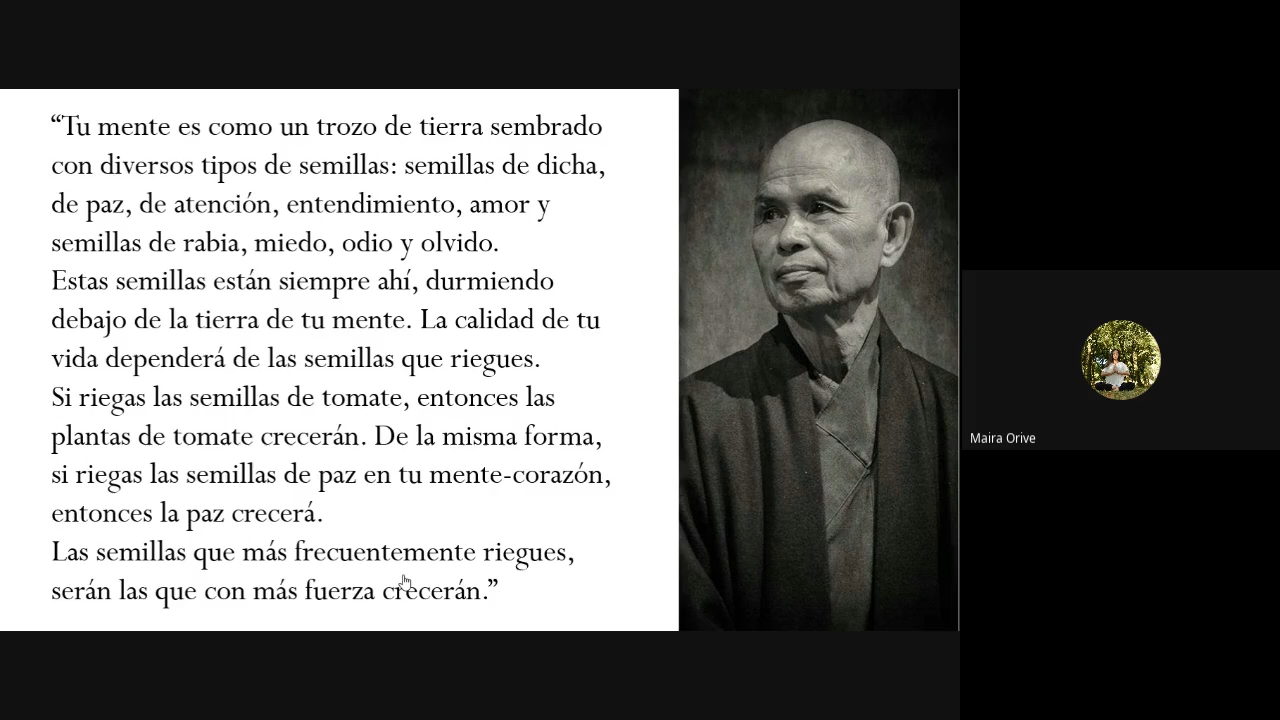 “Tu mente es como un trozo de tierra sembrado
con diversos tipos de semillas: semillas de dicha,
de paz, de atención, entendimiento, amor y
semillas de rabia, miedo, odio y olvido.
Estas semillas están siempre ahí, durmiendo
debajo de la tierra de tu mente. La calidad de tu
vida dependerá de las semillas que riegues.
Si riegas las semillas de tomate, entonces las
plantas de tomate crecerán. De la misma forma,
si riegas las semillas de paz en tu mente-corazón,
entonces la paz crecerá.
Las semillas que más frecuentemente riegues,
serán las que con más fuerza crecerán.”
Maira Orive